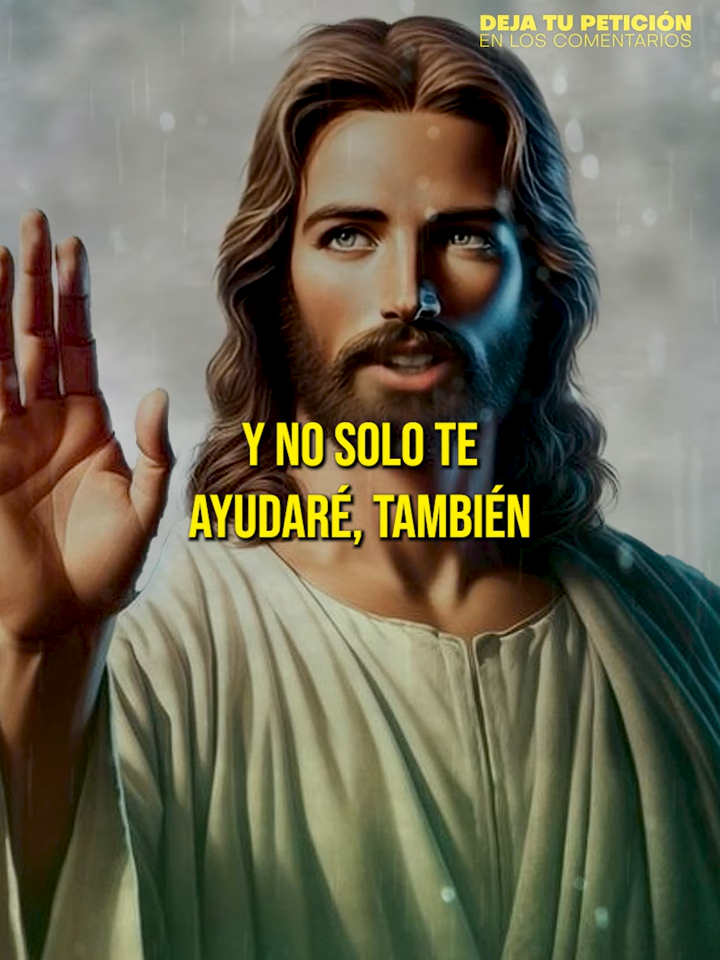 DEJA TU PETICIÓN
EN LOS COMENTARIOS
Y NO SOLO TE
AYUDARÉ, TAMBIÉN